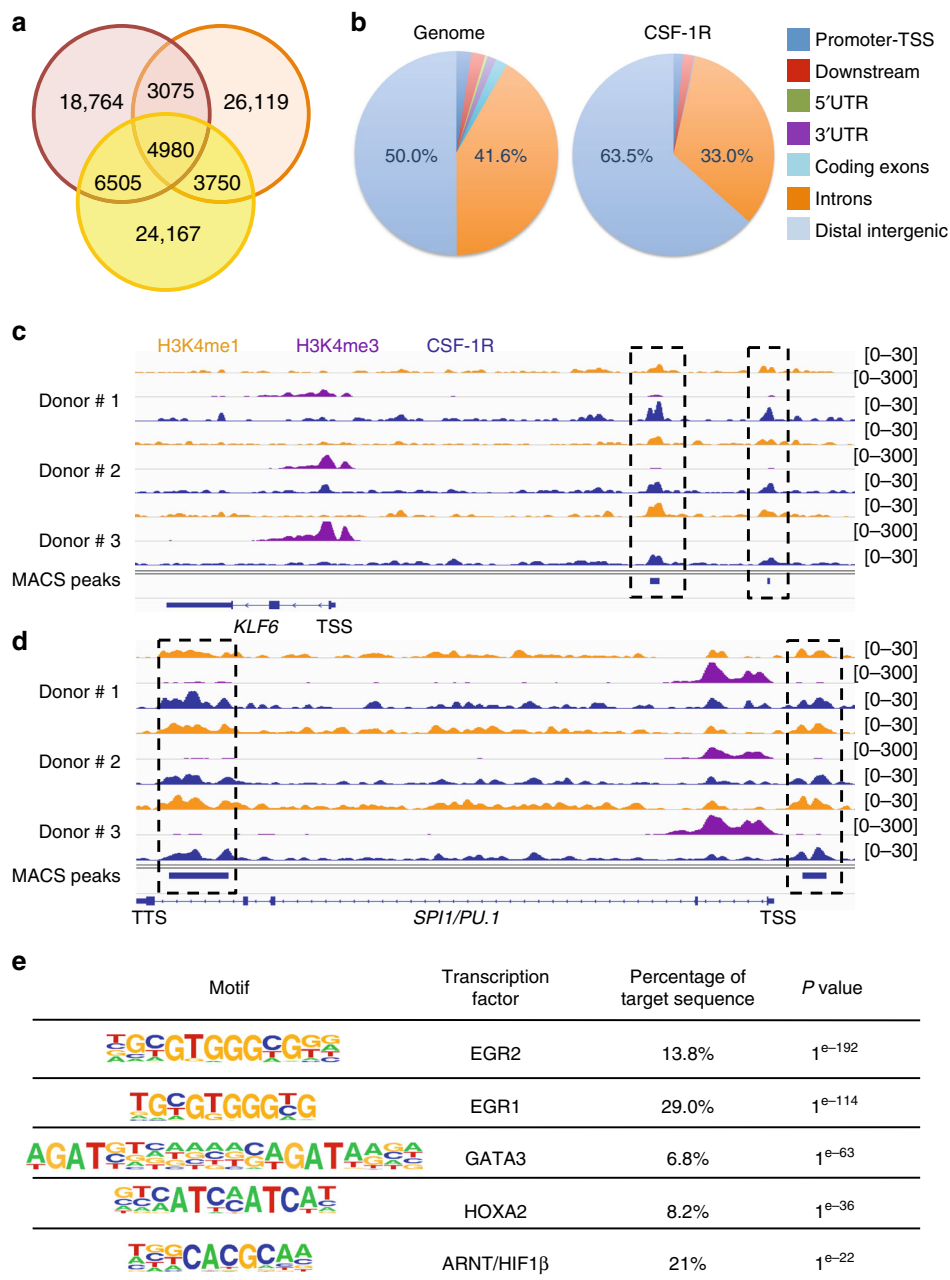 a
18,764
3075
26,119
4980
6505
3750
24,167
b
Genome
CSF-1R
50.0%
41.6%
63.5%
33.0%
Promoter-TSS
Downstream
5′UTR
3′UTR
Coding exons
Introns
Distal intergenic
c
H3K4me1
H3K4me3
CSF-1R
[0–30]
[0–300]
Donor # 1
[0–30]
[0–30]
Donor # 2
[0–300]
[0–30]
[0–30]
Donor # 3
[0–300]
[0–30]
MACS peaks
KLF6
TSS
d
[0–30]
Donor # 1
[0–300]
[0–30]
[0–30]
Donor # 2
[0–300]
[0–30]
[0–30]
Donor # 3
[0–300]
[0–30]
MACS peaks
TTS
SPI1/PU.1
TSS
e
Motif
Transcription factor
Percentage of target sequence
P value
EGR2
13.8%
1e–192
EGR1
29.0%
1e–114
GATA3
6.8%
1e–63
HOXA2
8.2%
1e–36
ARNT/HIF1β
21%
1e–22